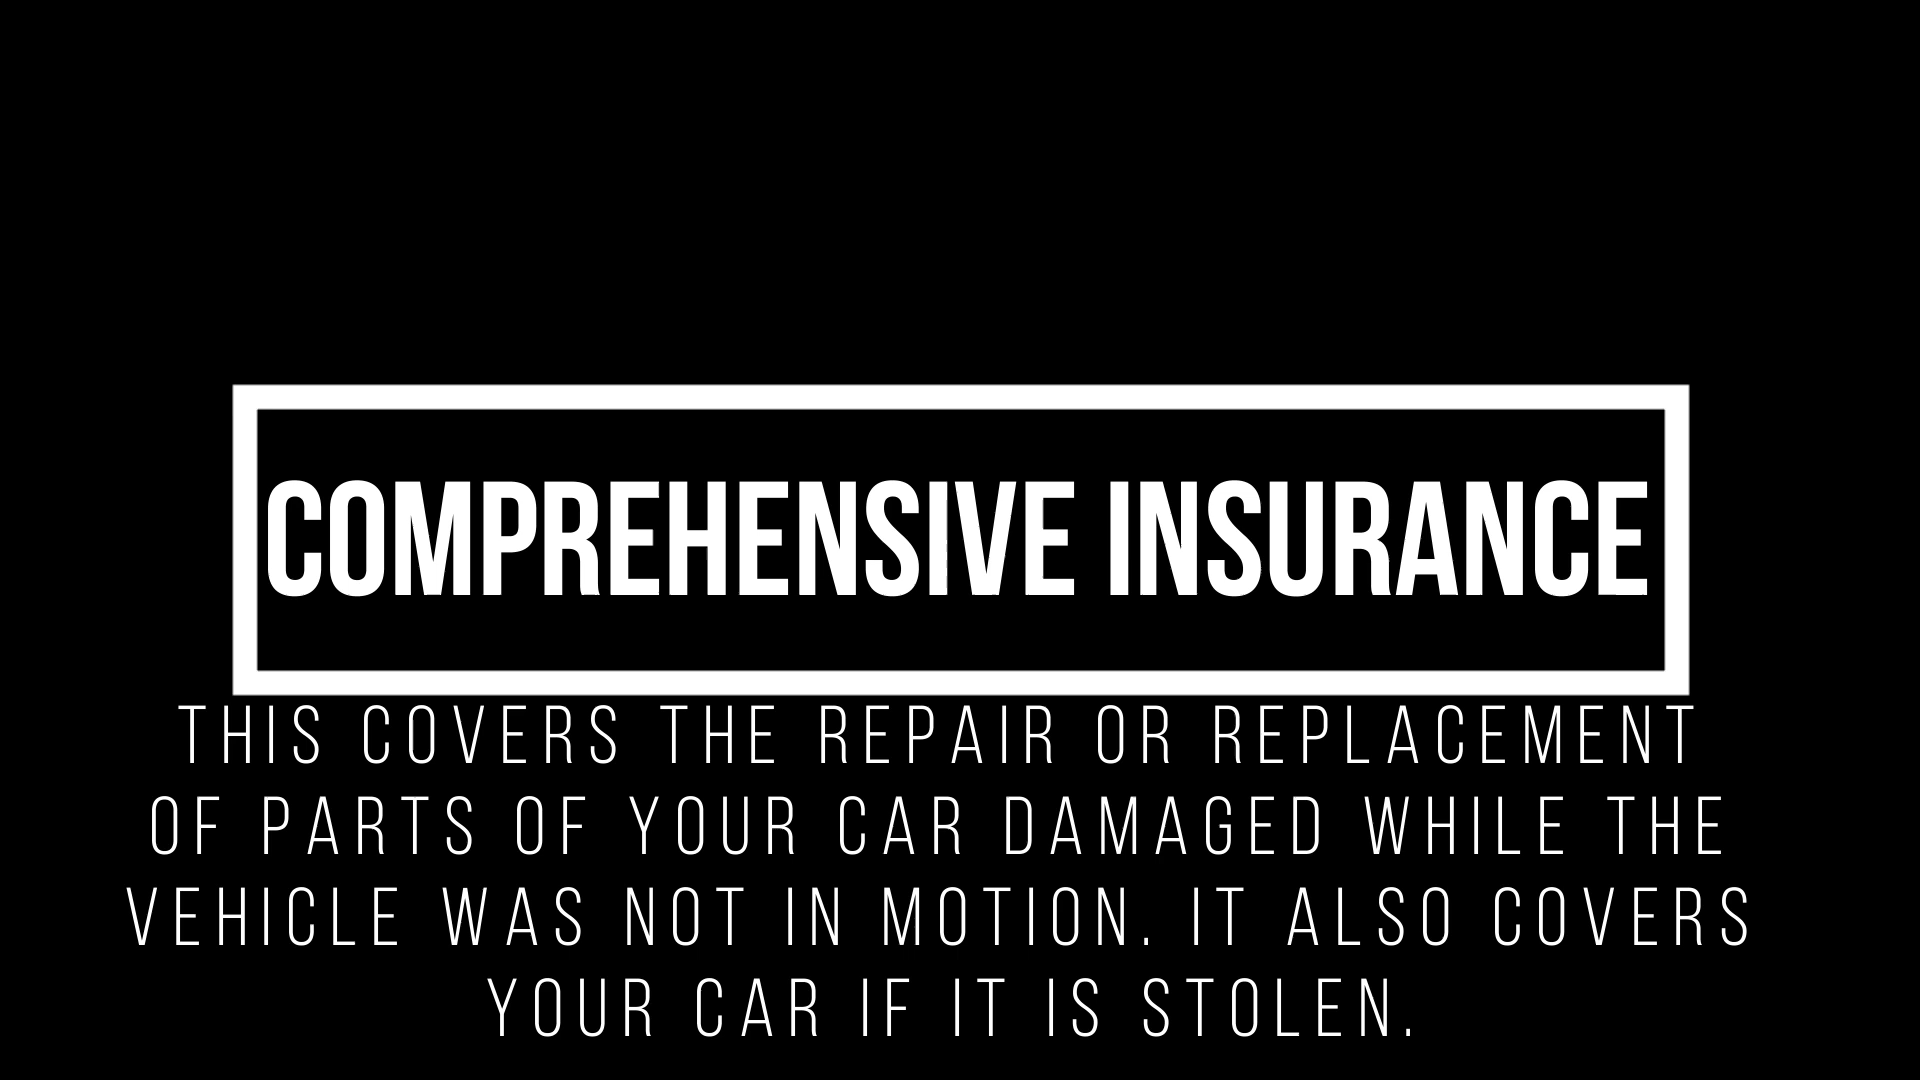 COMPREHENSIVE INSURANCE
THIS COVERS THE REPAIR OR REPLACEMENT
OF PARTS OF YOUR CAR DAMAGED WHILE THE
VEHICLE WAS NOT IN MOTION. IT ALSO COVERS
YOUR CAR IF IT IS STOLEN.